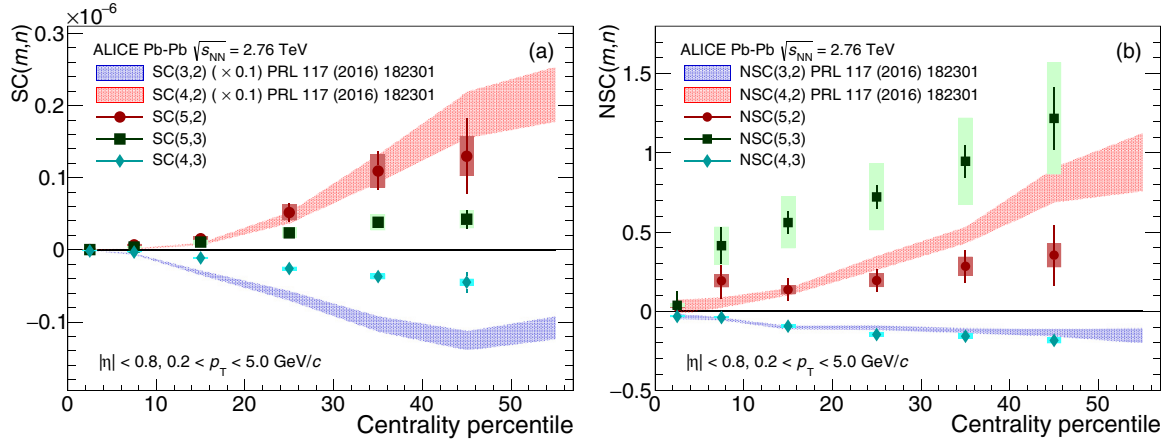 ×10⁻⁶
SC(m,n)
0.3
0.2
0.1
0
−0.1
ALICE Pb-Pb √sNN = 2.76 TeV
(a)
SC(3,2) ( × 0.1) PRL 117 (2016) 182301
SC(4,2) ( × 0.1) PRL 117 (2016) 182301
SC(5,2)
SC(5,3)
SC(4,3)
|η| < 0.8, 0.2 < pT < 5.0 GeV/c
0 10 20 30 40 50
Centrality percentile
NSC(m,n)
1.5
1
0.5
0
−0.5
ALICE Pb-Pb √sNN = 2.76 TeV
(b)
NSC(3,2) PRL 117 (2016) 182301
NSC(4,2) PRL 117 (2016) 182301
NSC(5,2)
NSC(5,3)
NSC(4,3)
|η| < 0.8, 0.2 < pT < 5.0 GeV/c
0 10 20 30 40 50
Centrality percentile